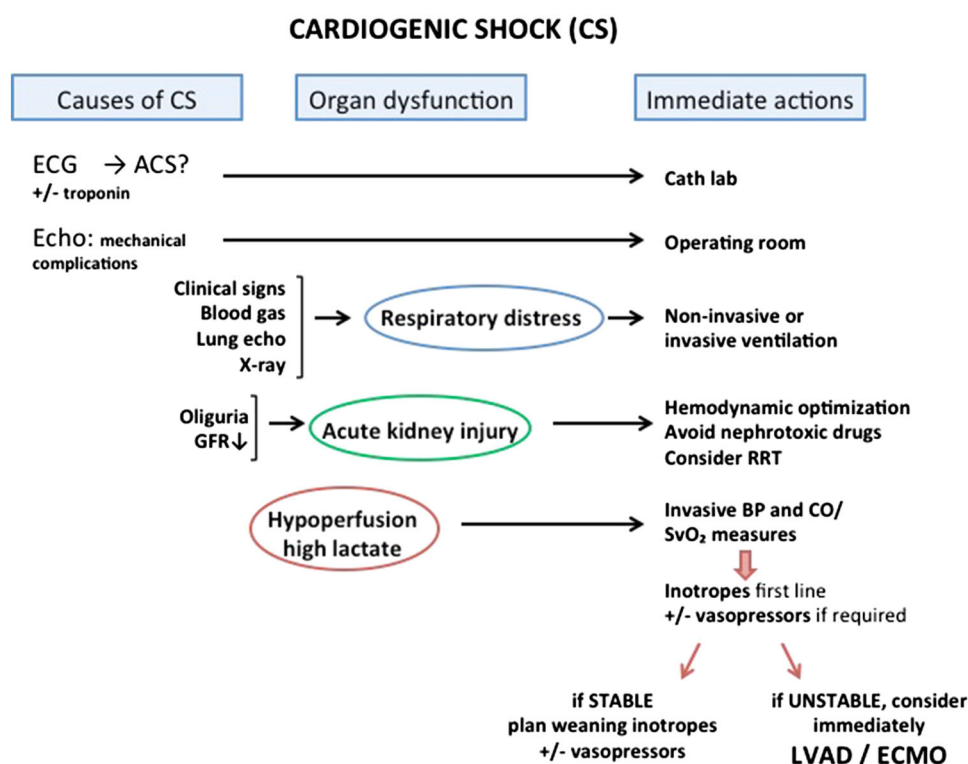 CARDIOGENIC SHOCK (CS)
Causes of CS
Organ dysfunction
Immediate actions
ECG → ACS?
+/- troponin
Cath lab
Echo: mechanical
complications
Operating room
Clinical signs
Blood gas
Lung echo
X-ray
Respiratory distress
Non-invasive or
invasive ventilation
Oliguria
GFR↓
Acute kidney injury
Hemodynamic optimization
Avoid nephrotoxic drugs
Consider RRT
Hypoperfusion
high lactate
Invasive BP and CO/
SvO₂ measures
Inotropes first line
+/- vasopressors if required
if STABLE
plan weaning inotropes
+/- vasopressors
if UNSTABLE, consider
immediately
LVAD / ECMO